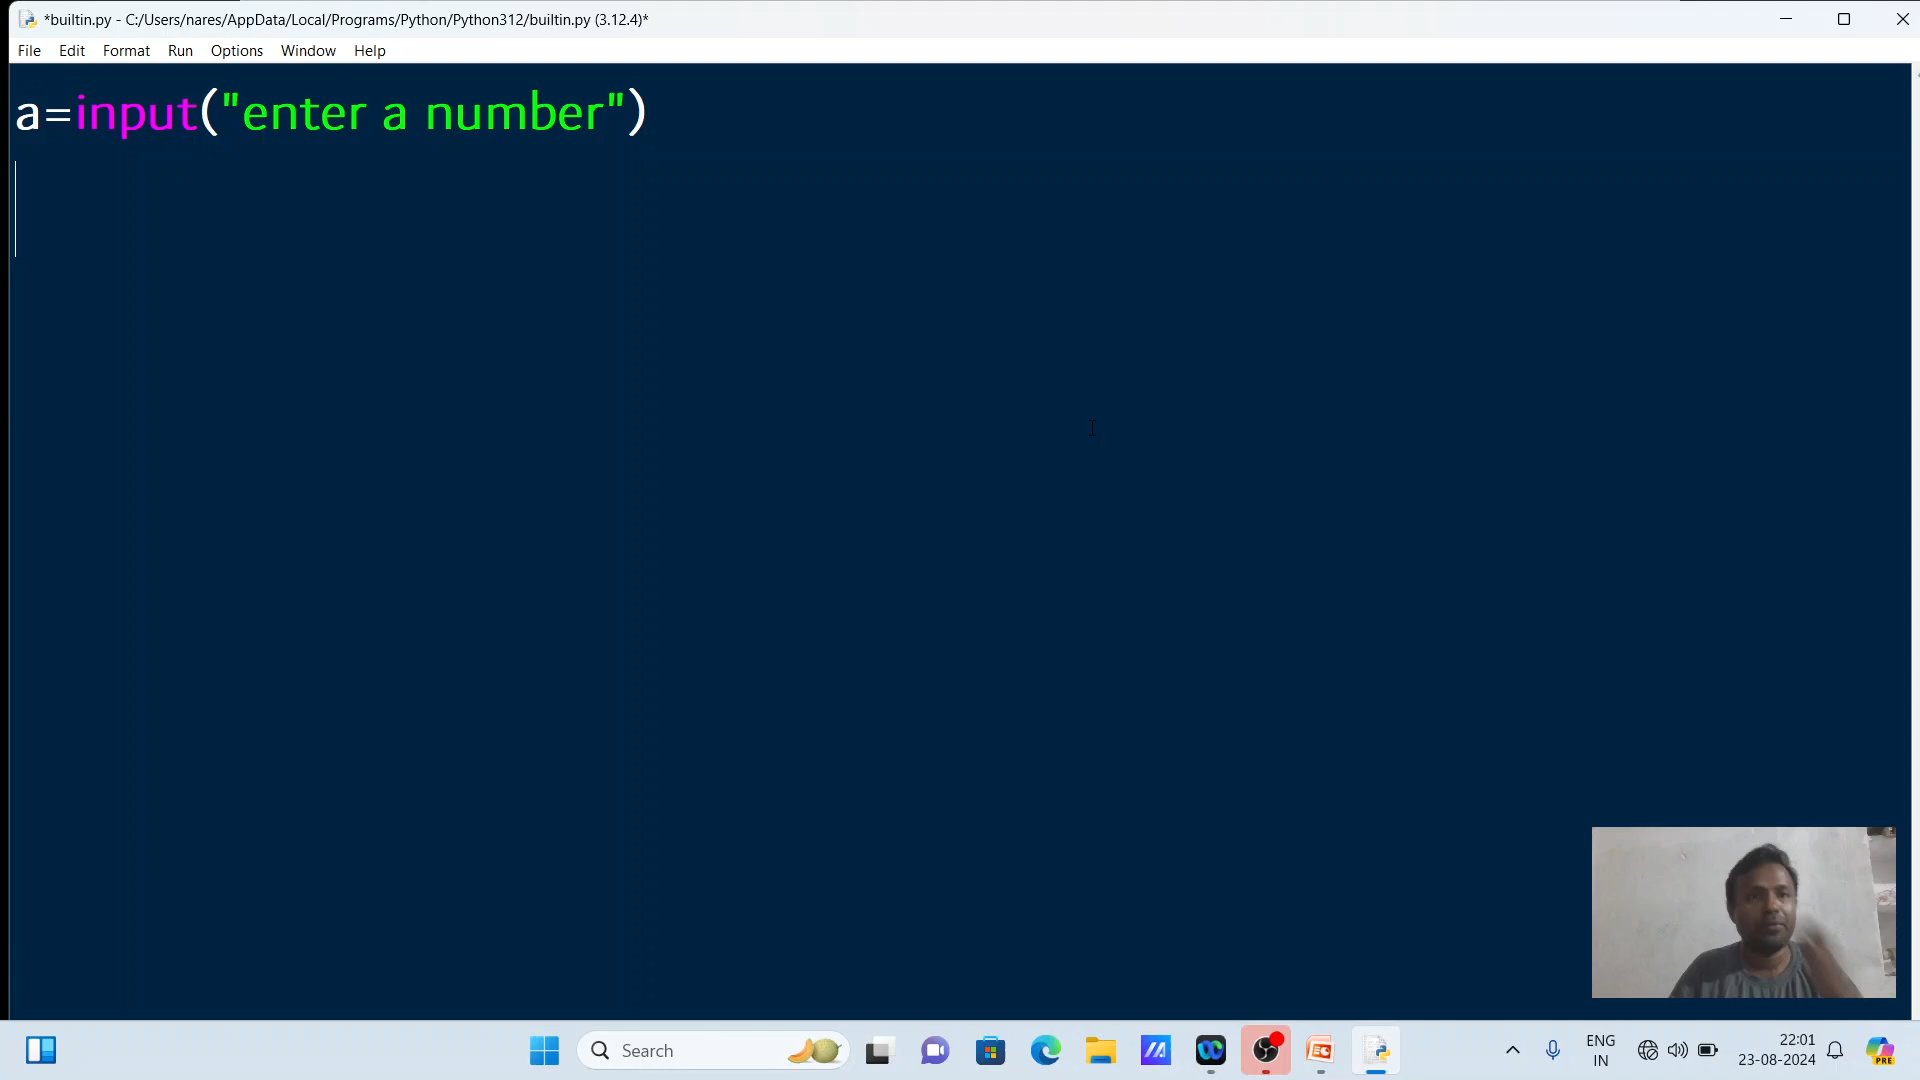 *builtin.py - C:/Users/nares/AppData/Local/Programs/Python/Python312/builtin.py (3.12.4)*
File Edit Format Run Options Window Help
a=input("enter a number")
Search
ENG
IN
22:01
23-08-2024
PRE